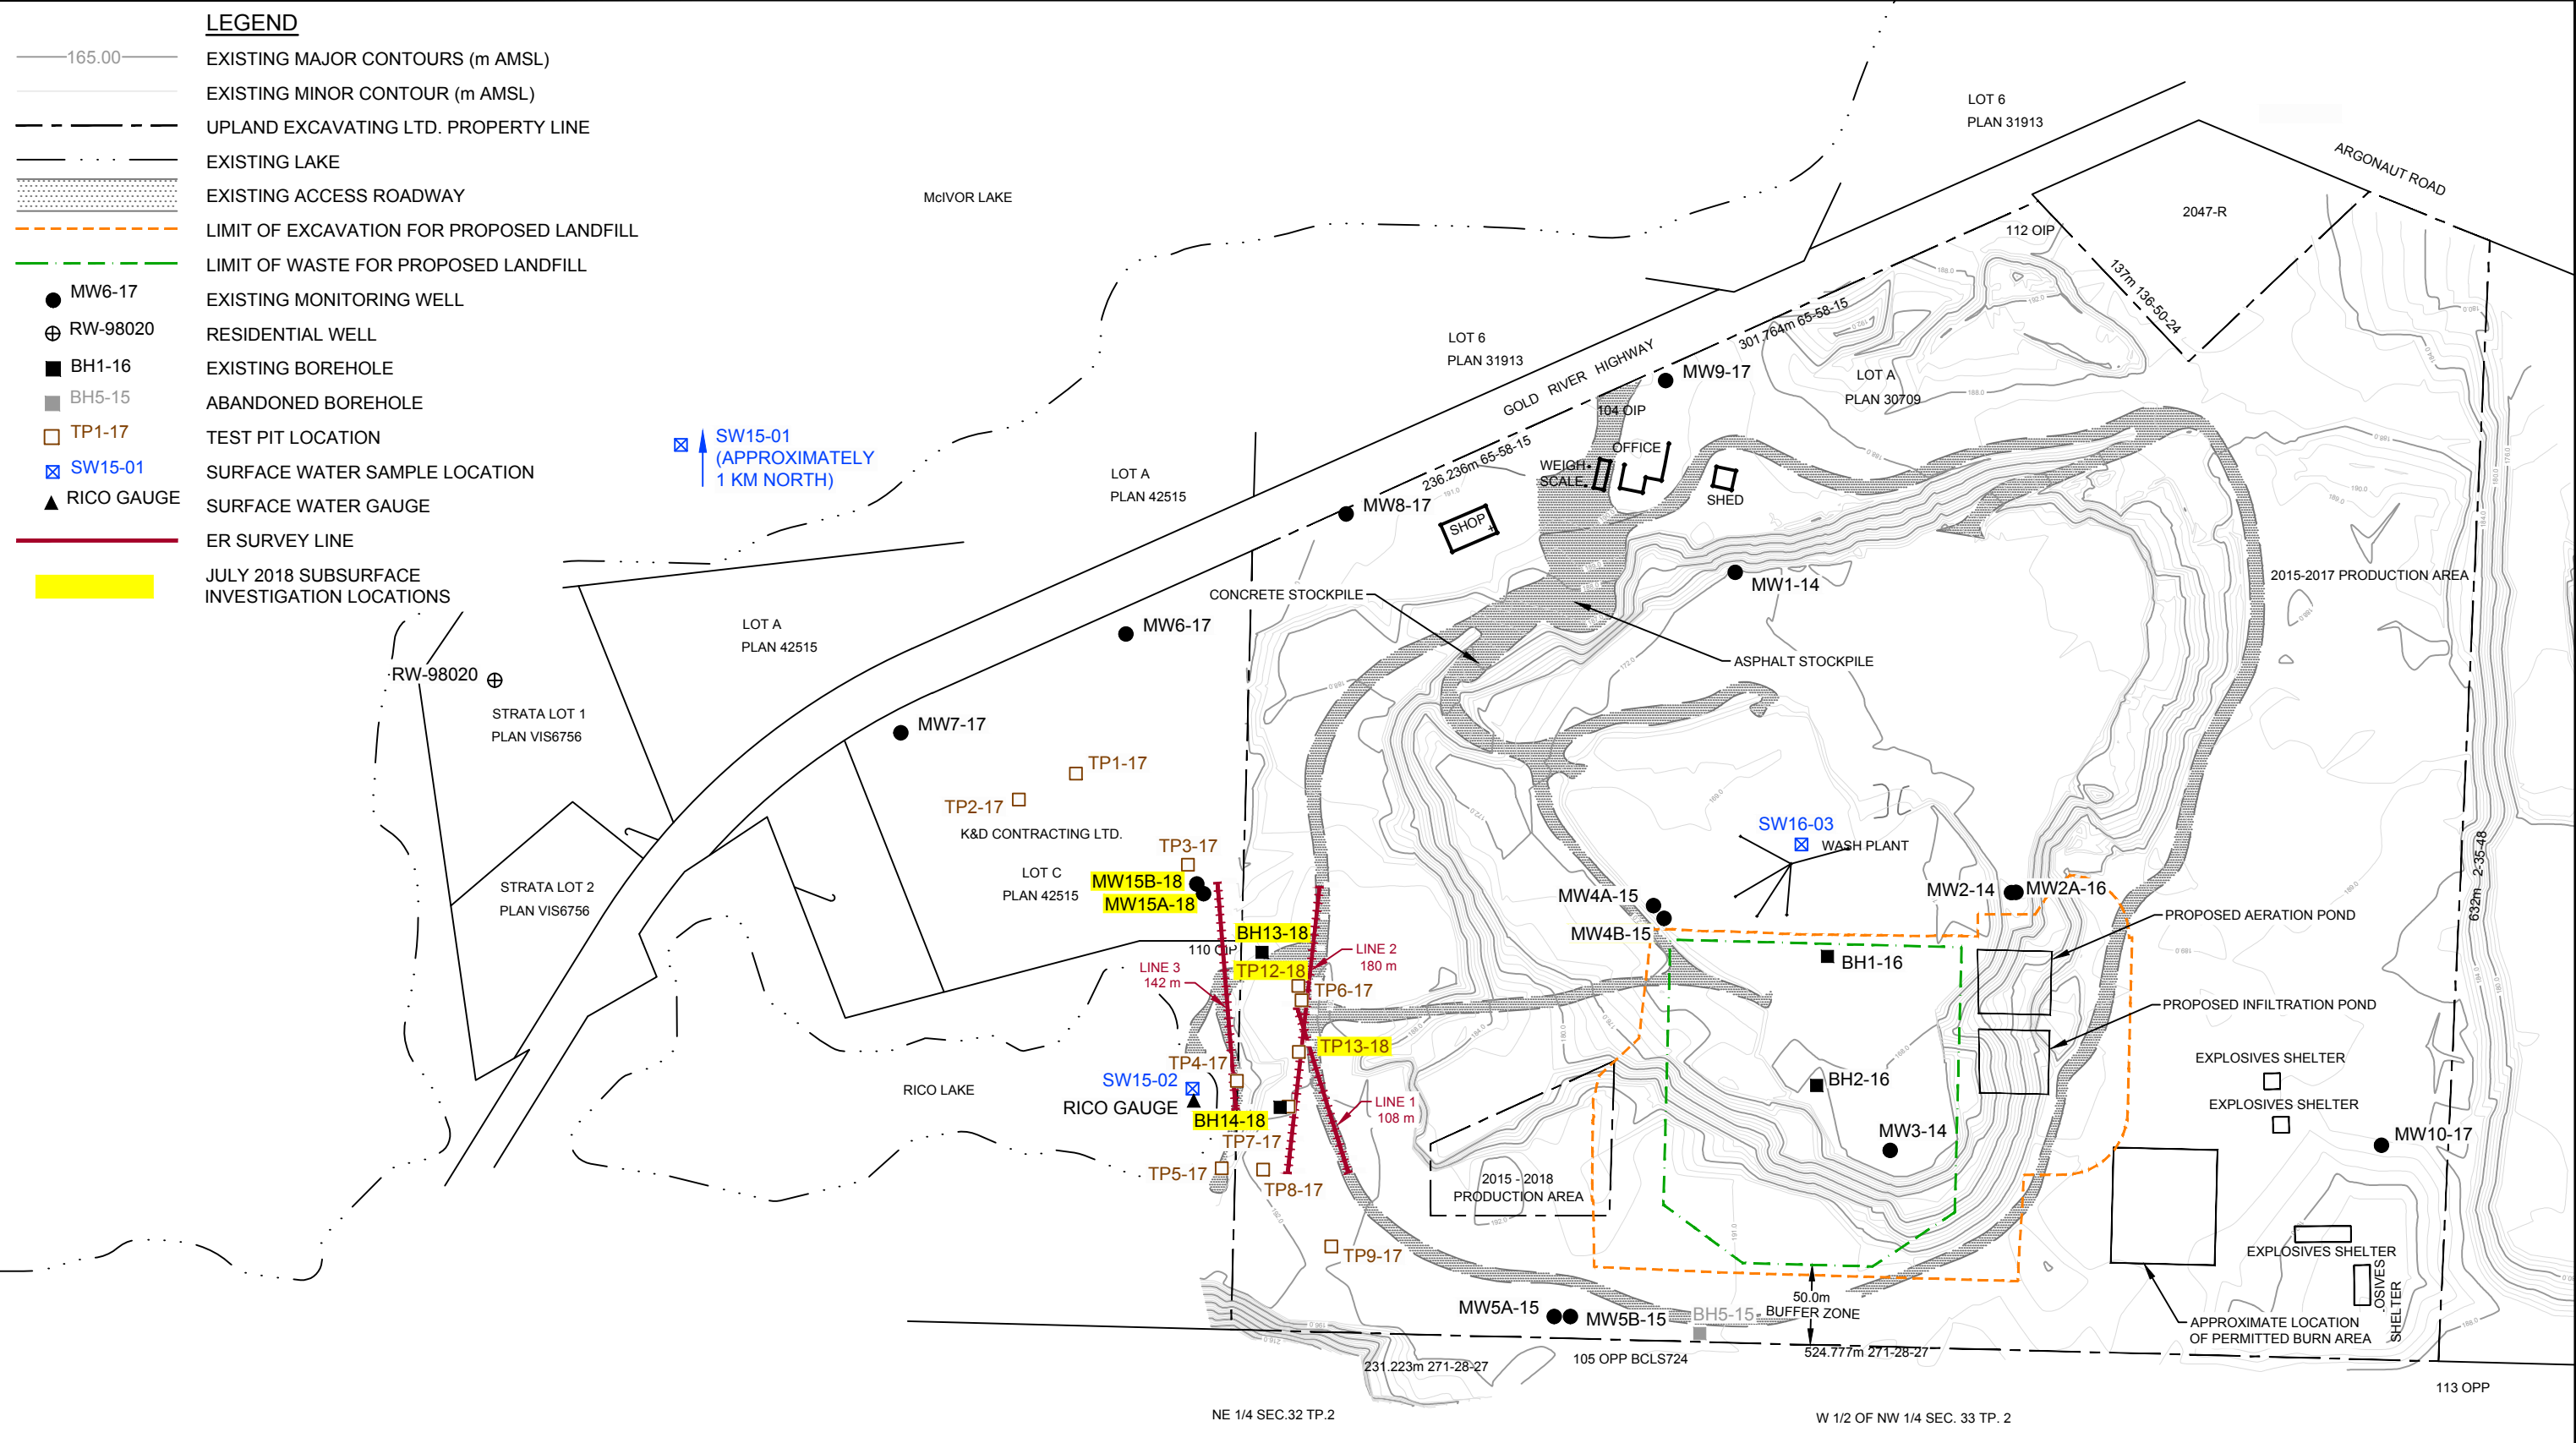 LEGEND
165.00
EXISTING MAJOR CONTOURS (m AMSL)
EXISTING MINOR CONTOUR (m AMSL)
UPLAND EXCAVATING LTD. PROPERTY LINE
EXISTING LAKE
EXISTING ACCESS ROADWAY
LIMIT OF EXCAVATION FOR PROPOSED LANDFILL
LIMIT OF WASTE FOR PROPOSED LANDFILL
MW6-17
EXISTING MONITORING WELL
RW-98020
RESIDENTIAL WELL
BH1-16
EXISTING BOREHOLE
BH5-15
ABANDONED BOREHOLE
TP1-17
TEST PIT LOCATION
SW15-01
SURFACE WATER SAMPLE LOCATION
RICO GAUGE
SURFACE WATER GAUGE
ER SURVEY LINE
JULY 2018 SUBSURFACE
INVESTIGATION LOCATIONS
SW15-01
(APPROXIMATELY
1 KM NORTH)
McIVOR LAKE
LOT 6
PLAN 31913
ARGONAUT ROAD
2047-R
112 OIP
137m 136-50-24
301.764m 65-58-15
LOT 6
PLAN 31913
GOLD RIVER HIGHWAY
MW9-17
LOT A
PLAN 30709
104 OIP
236.236m 65-58-15
OFFICE
WEIGH
SCALE
SHED
SHOP
LOT A
PLAN 42515
MW8-17
MW1-14
CONCRETE STOCKPILE
ASPHALT STOCKPILE
2015-2017 PRODUCTION AREA
LOT A
PLAN 42515
MW6-17
RW-98020
STRATA LOT 1
PLAN VIS6756
MW7-17
TP1-17
TP2-17
K&D CONTRACTING LTD.
TP3-17
LOT C
PLAN 42515
MW15B-18
MW15A-18
STRATA LOT 2
PLAN VIS6756
SW16-03
WASH PLANT
MW4A-15
MW4B-15
MW2-14
MW2A-16
632m 2-35-48
PROPOSED AERATION POND
BH13-18
110 OIP
LINE 2
180 m
TP12-18
LINE 3
142 m
TP6-17
BH1-16
PROPOSED INFILTRATION POND
TP13-18
TP4-17
SW15-02
RICO GAUGE
RICO LAKE
BH14-18
LINE 1
108 m
BH2-16
EXPLOSIVES SHELTER
EXPLOSIVES SHELTER
TP7-17
MW3-14
MW10-17
TP5-17
TP8-17
2015 - 2018
PRODUCTION AREA
TP9-17
EXPLOSIVES SHELTER
.OSIVES
SHELTER
MW5A-15
MW5B-15
BH5-15
50.0m
BUFFER ZONE
APPROXIMATE LOCATION
OF PERMITTED BURN AREA
231.223m 271-28-27
105 OPP BCLS724
524.777m 271-28-27
113 OPP
NE 1/4 SEC.32 TP.2
W 1/2 OF NW 1/4 SEC. 33 TP. 2